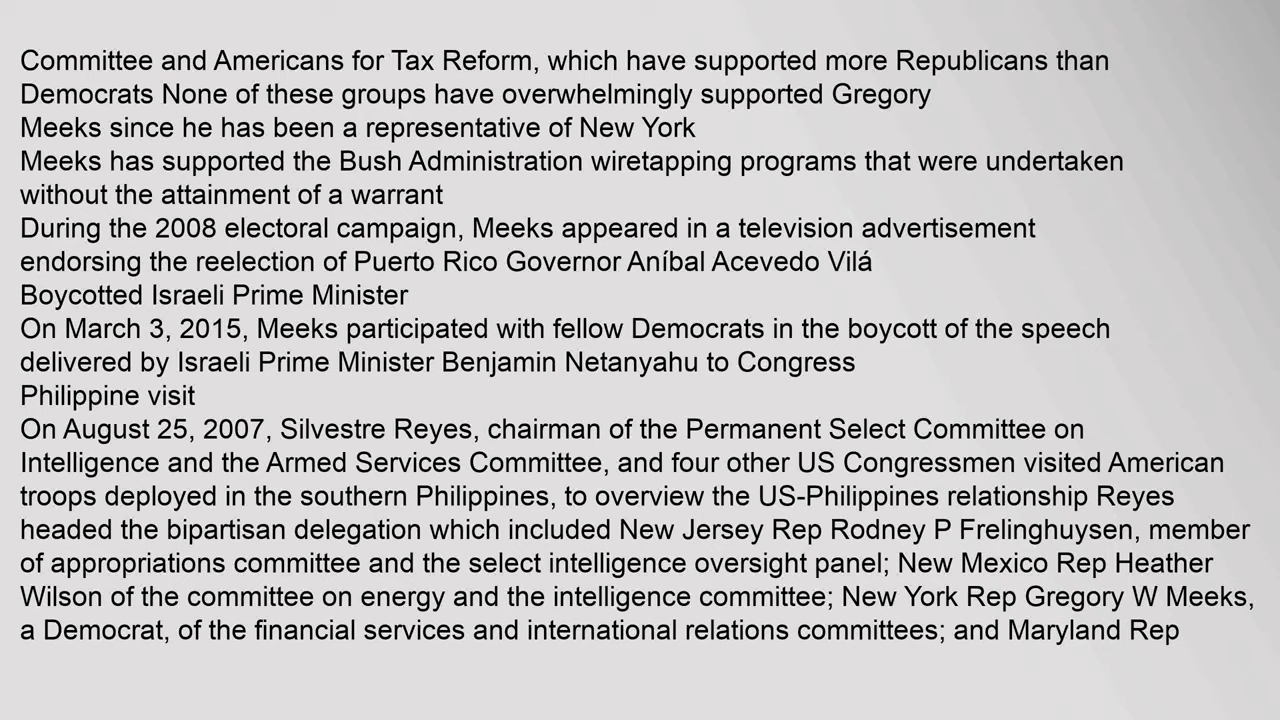 Committee and Americans for Tax Reform, which have supported more Republicans than
Democrats None of these groups have overwhelmingly supported Gregory
Meeks since he has been a representative of New York
Meeks has supported the Bush Administration wiretapping programs that were undertaken
without the attainment of a warrant
During the 2008 electoral campaign, Meeks appeared in a television advertisement
endorsing the reelection of Puerto Rico Governor Aníbal Acevedo Vilá
Boycotted Israeli Prime Minister
On March 3, 2015, Meeks participated with fellow Democrats in the boycott of the speech
delivered by Israeli Prime Minister Benjamin Netanyahu to Congress
Philippine visit
On August 25, 2007, Silvestre Reyes, chairman of the Permanent Select Committee on
Intelligence and the Armed Services Committee, and four other US Congressmen visited American
troops deployed in the southern Philippines, to overview the US-Philippines relationship Reyes
headed the bipartisan delegation which included New Jersey Rep Rodney P Frelinghuysen, member
of appropriations committee and the select intelligence oversight panel; New Mexico Rep Heather
Wilson of the committee on energy and the intelligence committee; New York Rep Gregory W Meeks,
a Democrat, of the financial services and international relations committees; and Maryland Rep